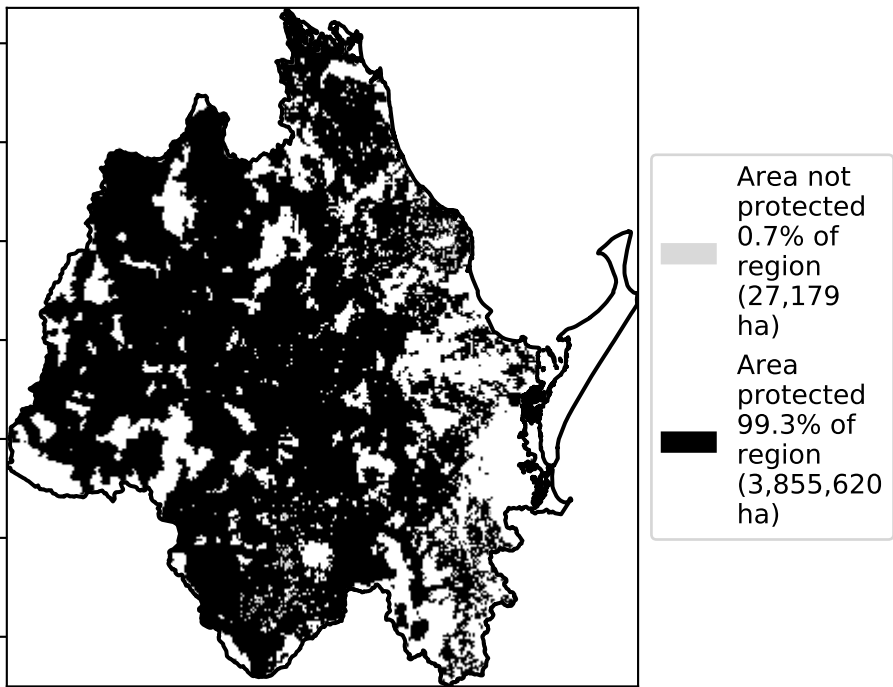 Area not
protected
0.7% of
region
(27,179
ha)
Area
protected
99.3% of
region
(3,855,620
ha)